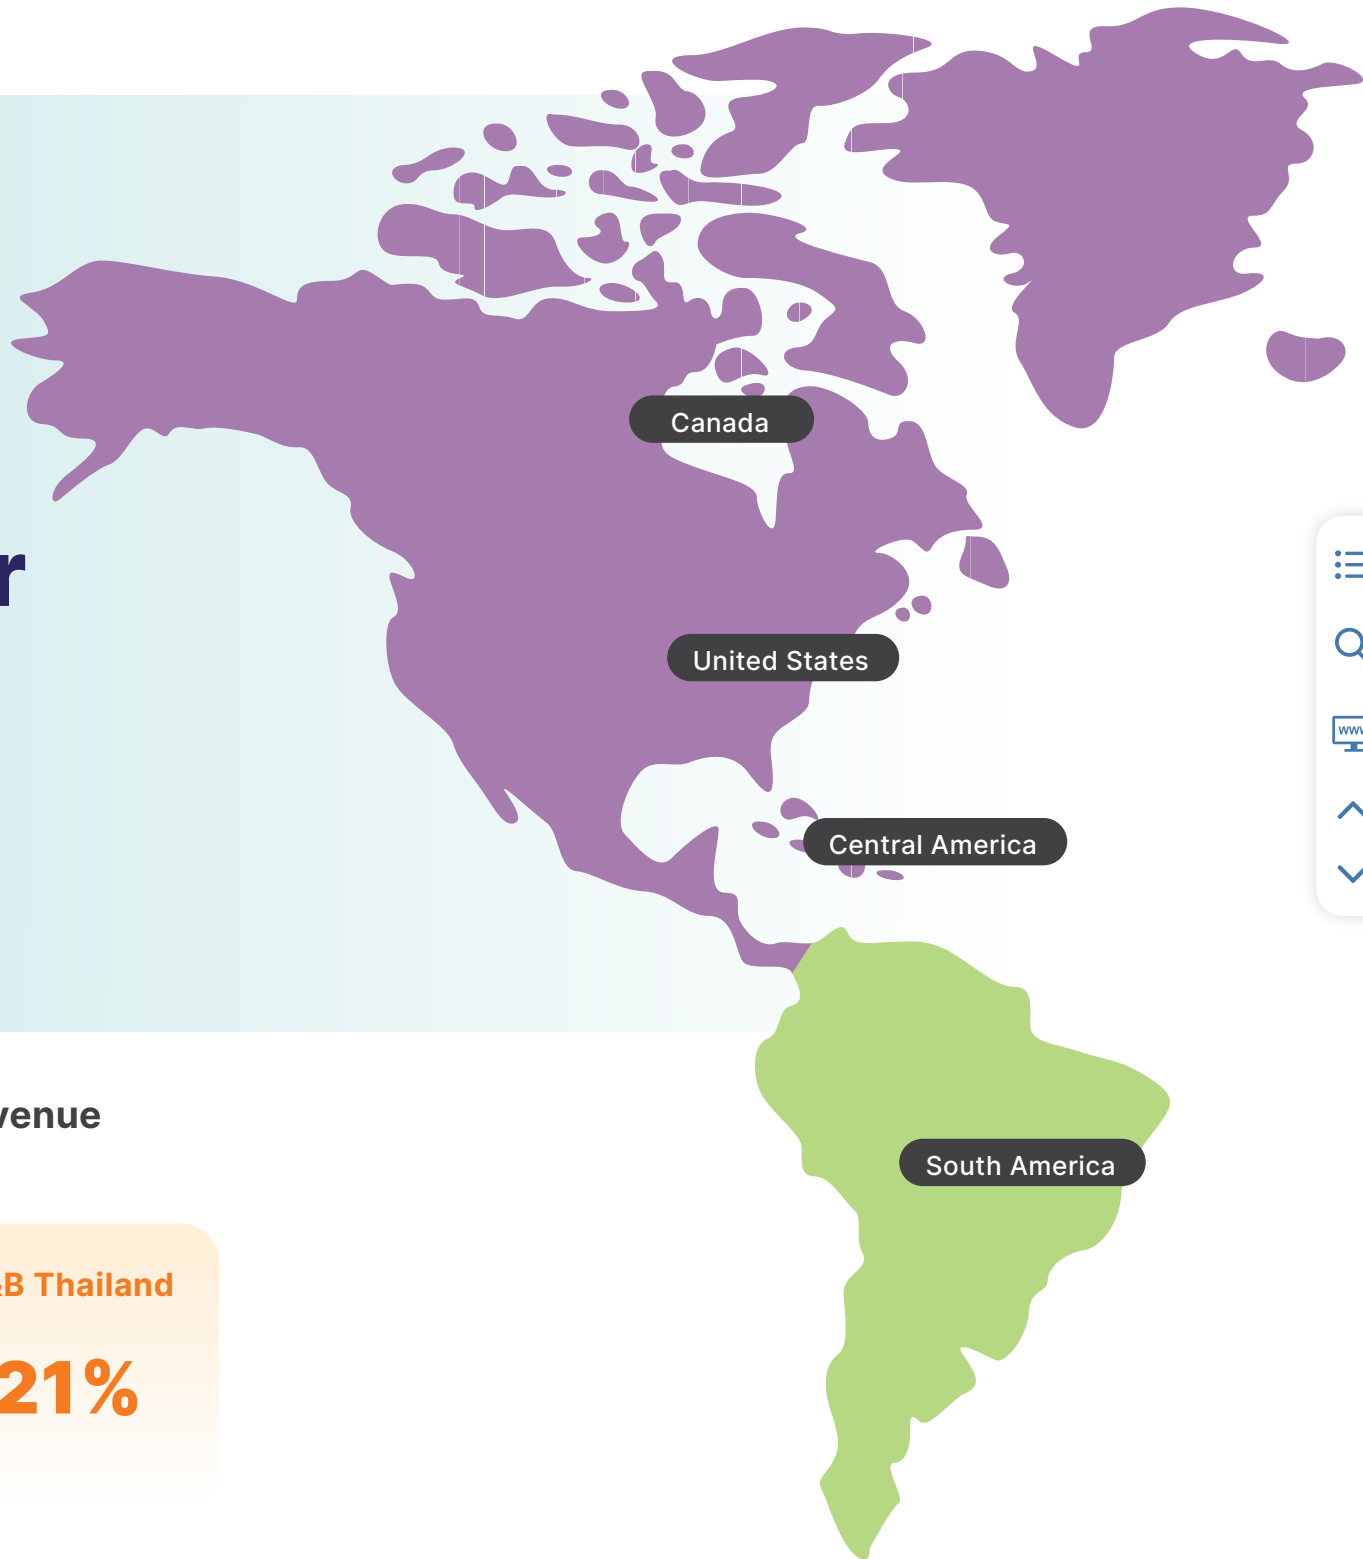 Canada
r
United States
www
Central America
venue
South America
&B Thailand
21%